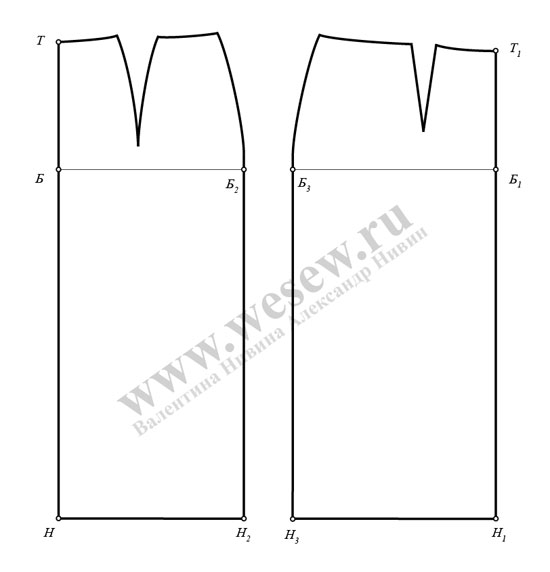 Т
Т1
Б
Б2
Б3
Б1
www.wesew.ru
Валентина Нивина Александр Нивин
Н
Н2
Н3
Н1